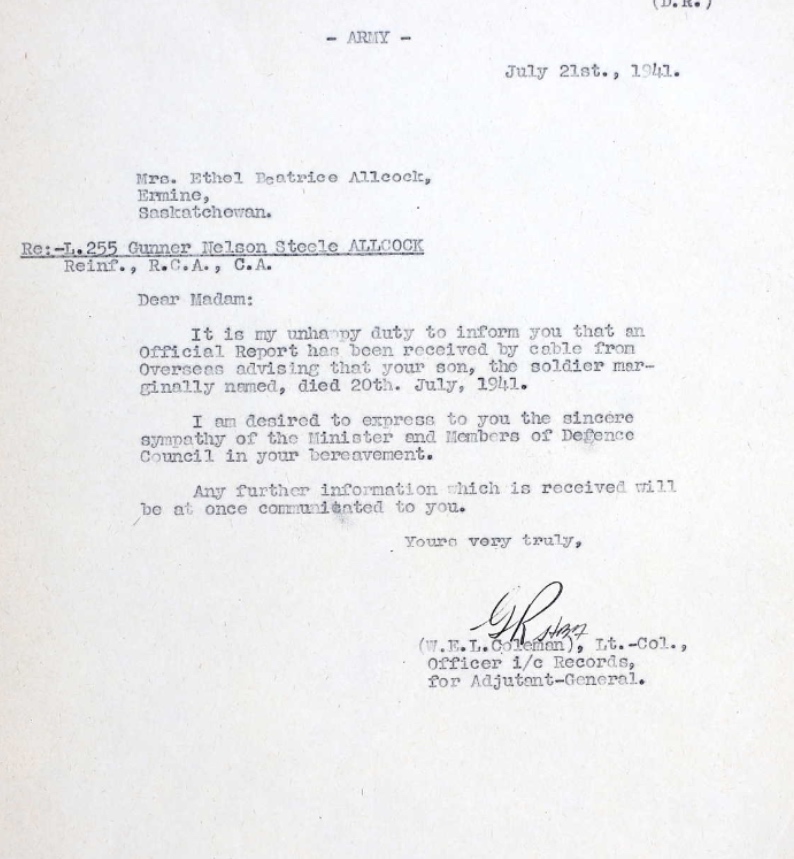 (D.R.)
- ARMY -
July 21st., 1941.
Mrs. Ethel Beatrice Allcock,
Ermine,
Saskatchewan.
Re:-L.255 Gunner Nelson Steele ALLCOCK
Reinf., R.C.A., C.A.
Dear Madam:
It is my unhappy duty to inform you that an
Official Report has been received by cable from
Overseas advising that your son, the soldier mar-
ginally named, died 20th. July, 1941.
I am desired to express to you the sincere
sympathy of the Minister and Members of Defence
Council in your bereavement.
Any further information which is received will
be at once communicated to you.
Yours very truly,
(W.E.L.Coleman), Lt.-Col.,
Officer i/c Records,
for Adjutant-General.